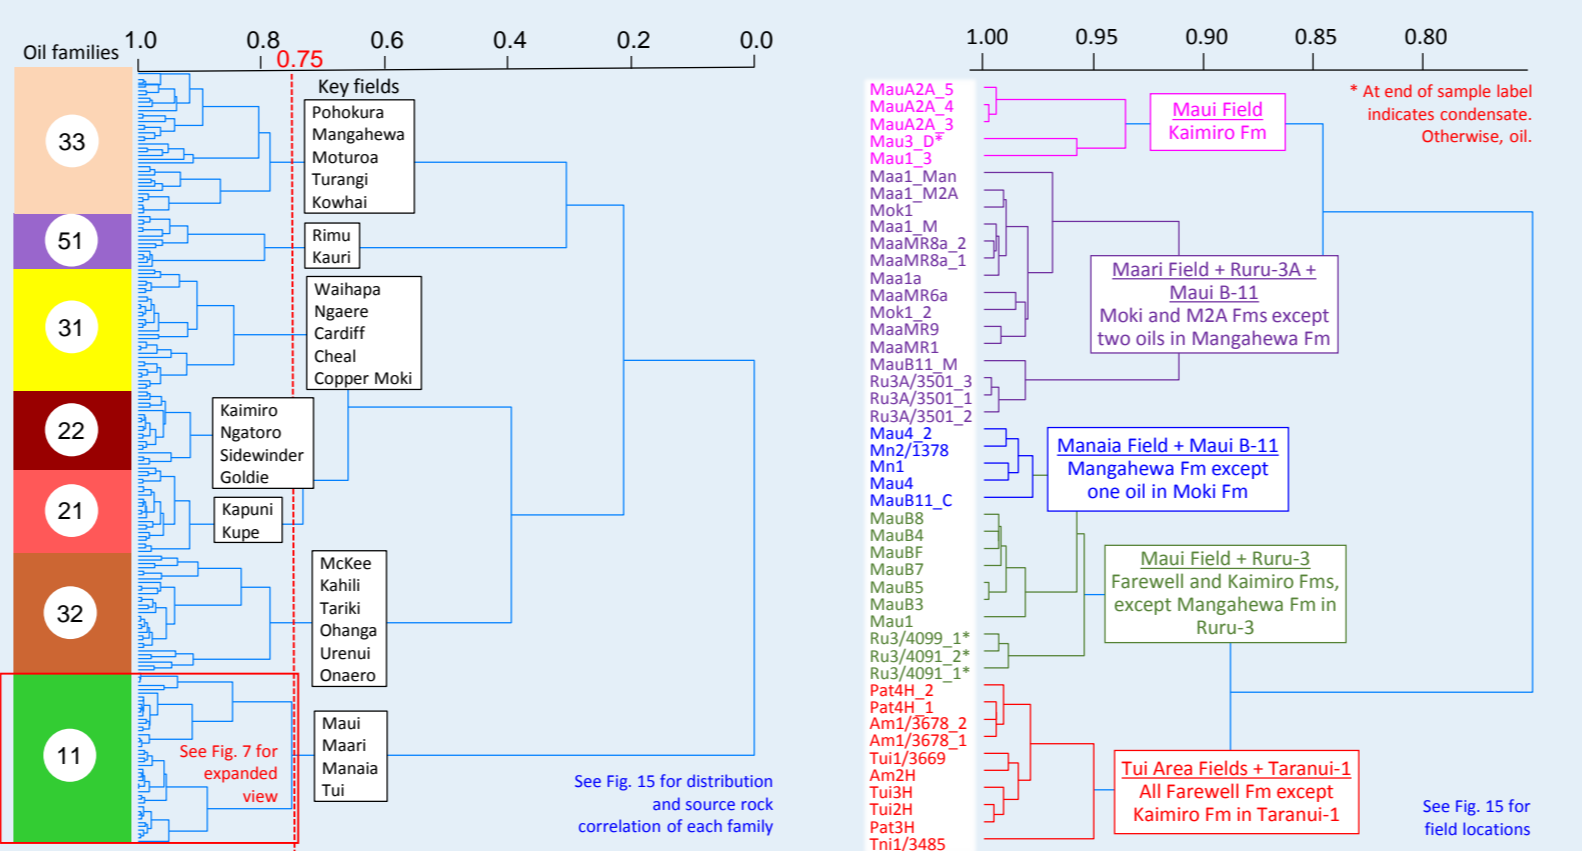 Oil families
1.0
0.8
0.75
0.6
0.4
0.2
0.0
Key fields
33
Pohokura
Mangahewa
Moturoa
Turangi
Kowhai
51
Rimu
Kauri
31
Waihapa
Ngaere
Cardiff
Cheal
Copper Moki
22
Kaimiro
Ngatoro
Sidewinder
Goldie
21
Kapuni
Kupe
32
McKee
Kahili
Tariki
Ohanga
Urenui
Onaero
11
See Fig. 7 for
expanded
view
Maui
Maari
Manaia
Tui
See Fig. 15 for distribution
and source rock
correlation of each family
1.00
0.95
0.90
0.85
0.80
MauA2A_5
MauA2A_4
MauA2A_3
Mau3_D*
Mau1_3
Maa1_Man
Maa1_M2A
Mok1
Maa1_M
MaaMR8a_2
MaaMR8a_1
Maa1a
MaaMR6a
Mok1_2
MaaMR9
MaaMR1
MauB11_M
Ru3A/3501_3
Ru3A/3501_1
Ru3A/3501_2
Mau4_2
Mn2/1378
Mn1
Mau4
MauB11_C
MauB8
MauB4
MauBF
MauB7
MauB5
MauB3
Mau1
Ru3/4099_1*
Ru3/4091_2*
Ru3/4091_1*
Pat4H_2
Pat4H_1
Am1/3678_2
Am1/3678_1
Tui1/3669
Am2H
Tui3H
Tui2H
Pat3H
Tni1/3485
Maui Field
Kaimiro Fm
* At end of sample label
indicates condensate.
Otherwise, oil.
Maari Field + Ruru-3A +
Maui B-11
Moki and M2A Fms except
two oils in Mangahewa Fm
Manaia Field + Maui B-11
Mangahewa Fm except
one oil in Moki Fm
Maui Field + Ruru-3
Farewell and Kaimiro Fms,
except Mangahewa Fm in
Ruru-3
Tui Area Fields + Taranui-1
All Farewell Fm except
Kaimiro Fm in Taranui-1
See Fig. 15 for
field locations